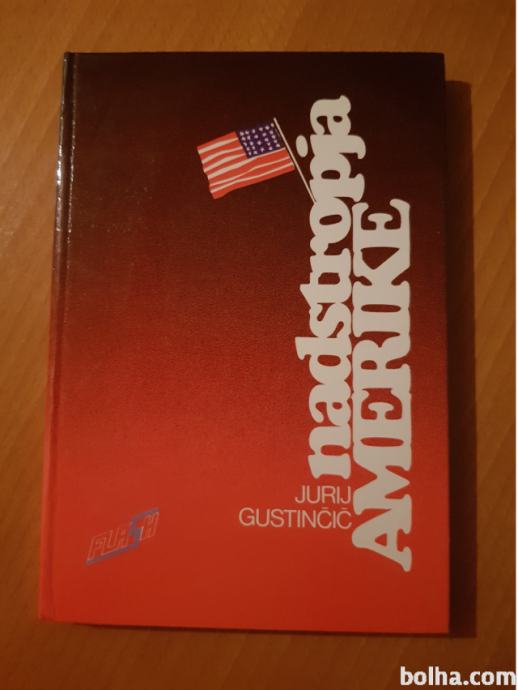 nadstropja
AMERIKE
JURIJ
GUSTINČIČ
FLASH
bolha.com